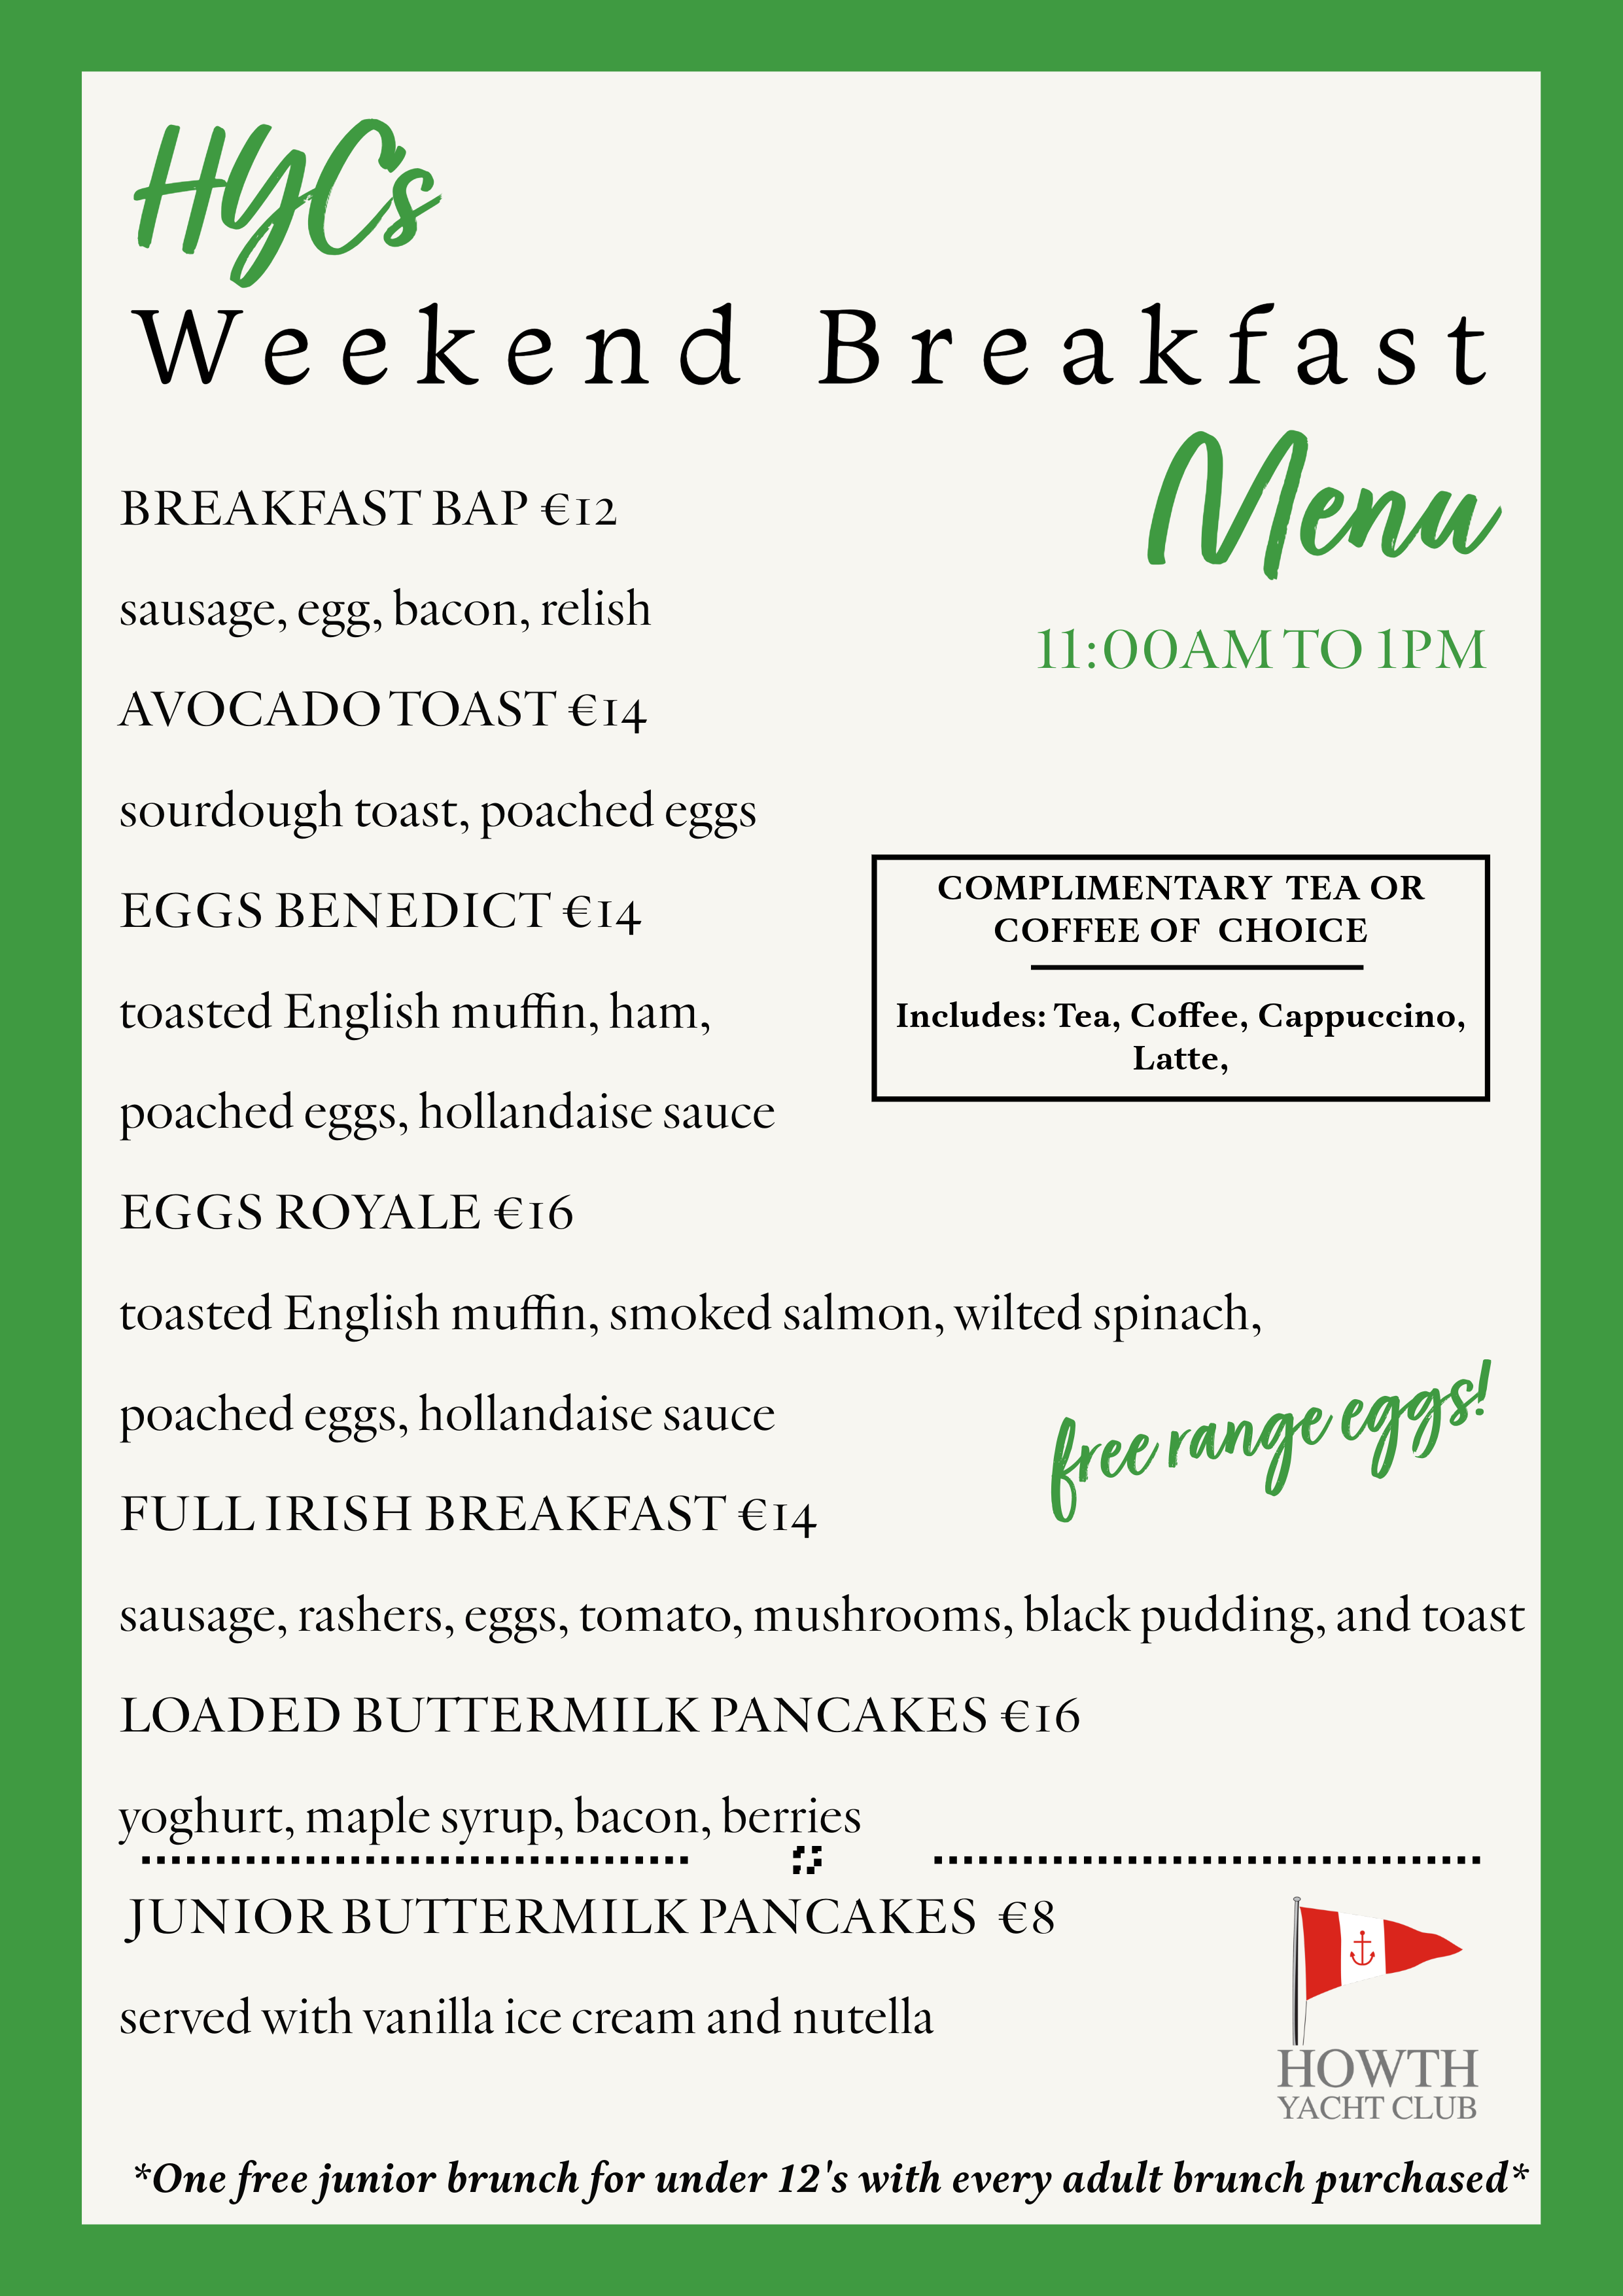 HYCs
Weekend Breakfast
Menu
11:00AM TO 1PM
BREAKFAST BAP €12
sausage, egg, bacon, relish
AVOCADO TOAST €14
sourdough toast, poached eggs
EGGS BENEDICT €14
toasted English muffin, ham,
poached eggs, hollandaise sauce
COMPLIMENTARY TEA OR
COFFEE OF CHOICE
Includes: Tea, Coffee, Cappuccino,
Latte,
EGGS ROYALE €16
toasted English muffin, smoked salmon, wilted spinach,
poached eggs, hollandaise sauce
free range eggs!
FULL IRISH BREAKFAST €14
sausage, rashers, eggs, tomato, mushrooms, black pudding, and toast
LOADED BUTTERMILK PANCAKES €16
yoghurt, maple syrup, bacon, berries
JUNIOR BUTTERMILK PANCAKES €8
served with vanilla ice cream and nutella
HOWTH
YACHT CLUB
*One free junior brunch for under 12's with every adult brunch purchased*